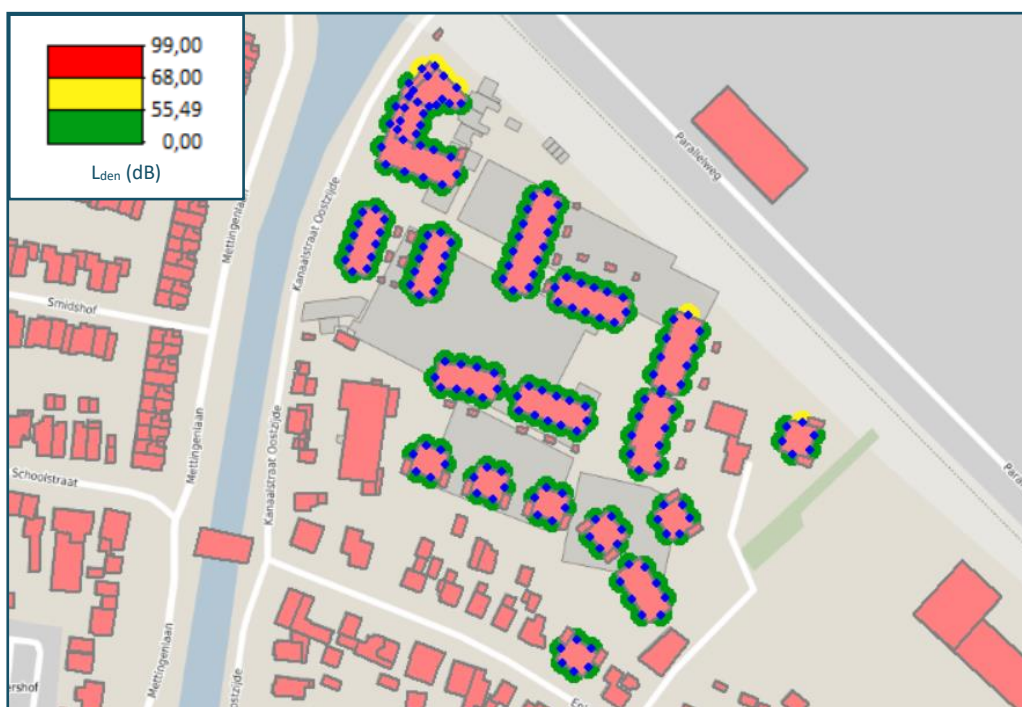 99,00
68,00
55,49
0,00
Lden (dB)
Mettingenlaan
Kanaalstraat Oostzijde
Parallelweg
Smidshof
Mettingenlaan
Kanaalstraat Oostzijde
Schoolstraat
Mettingenlaan